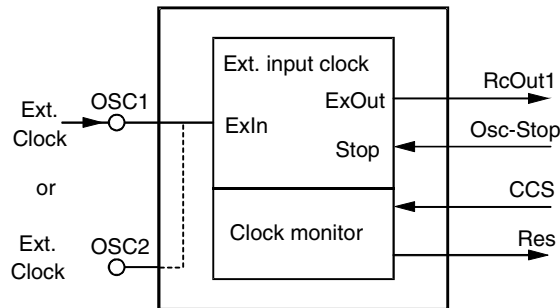 Ext. input clock
ExOut
RcOut1
Ext.
Clock
OSC1
ExIn
Stop
Osc-Stop
or
CCS
Clock monitor
Res
Ext.
Clock
OSC2